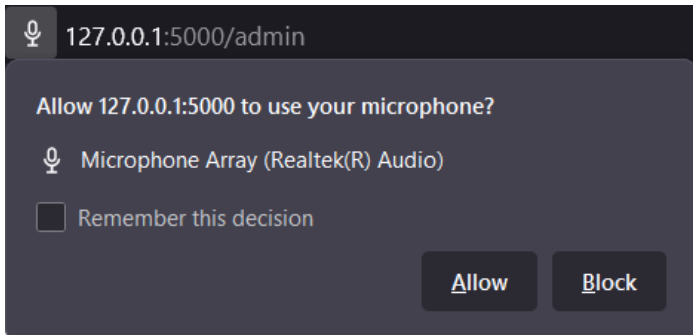 127.0.0.1:5000/admin
Allow 127.0.0.1:5000 to use your microphone?
Microphone Array (Realtek(R) Audio)
Remember this decision
Allow Block